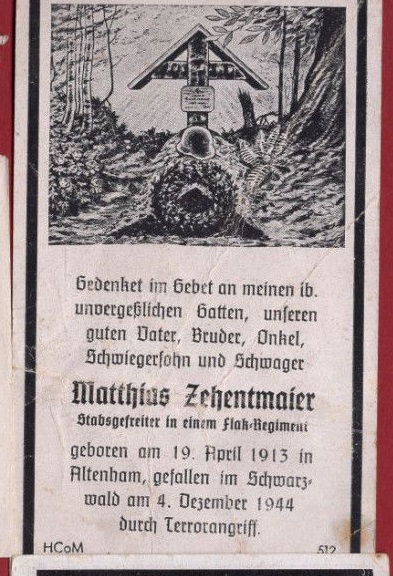 Gedenket im Gebet an meinen lb.
unvergeßlichen Gatten, unseren
guten Vater, Bruder, Onkel,
Schwiegersohn und Schwager
Matthias Zehentmaier
Stabsgefreiter in einem Flak-Regiment
geboren am 19. April 1913 in
Altenham, gefallen im Schwarz-
wald am 4. Dezember 1944
durch Terrorangriff.
HCoM 512